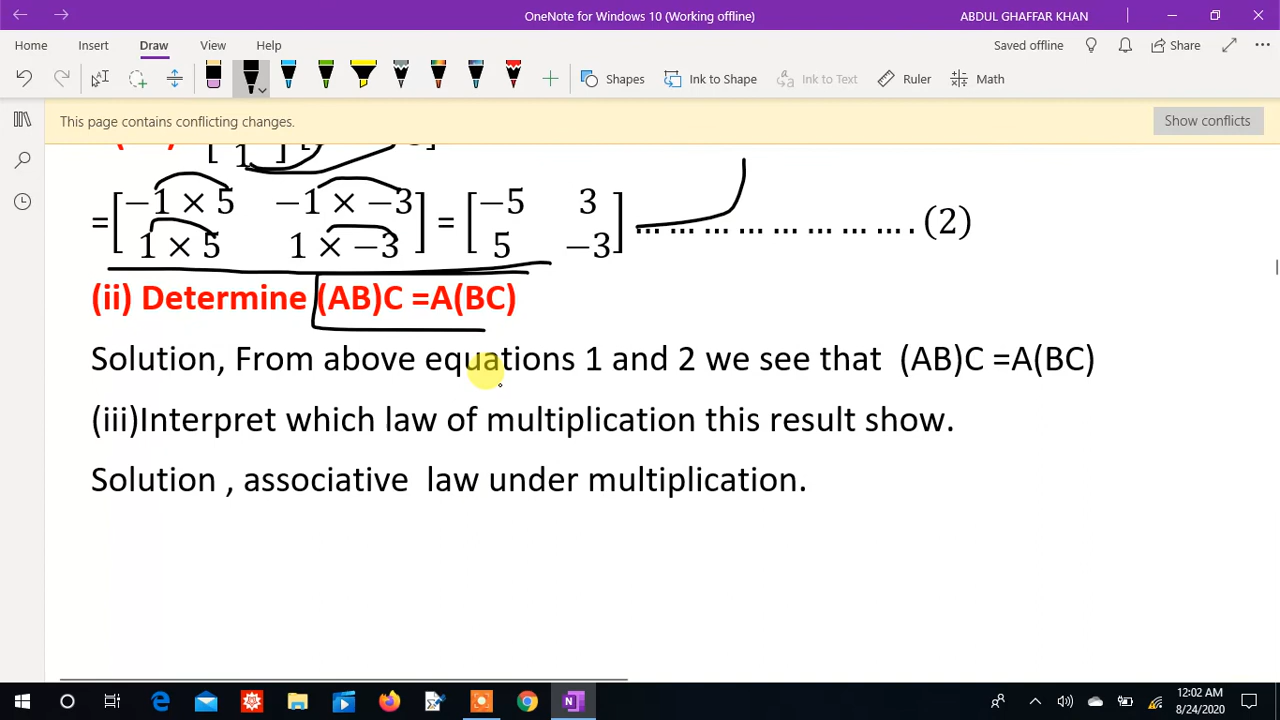 OneNote for Windows 10 (Working offline)
ABDUL GHAFFAR KHAN
Home Insert Draw View Help
Saved offline
Share
Shapes
Ink to Shape
Ink to Text
Ruler
Math
This page contains conflicting changes.
Show conflicts
=[−1 × 5 −1 × −3
1 × 5 1 × −3] = [−5 3
5 −3] … … … … … … … . (2)
(ii) Determine (AB)C =A(BC)
Solution, From above equations 1 and 2 we see that (AB)C =A(BC)
(iii)Interpret which law of multiplication this result show.
Solution , associative law under multiplication.
12:02 AM
8/24/2020